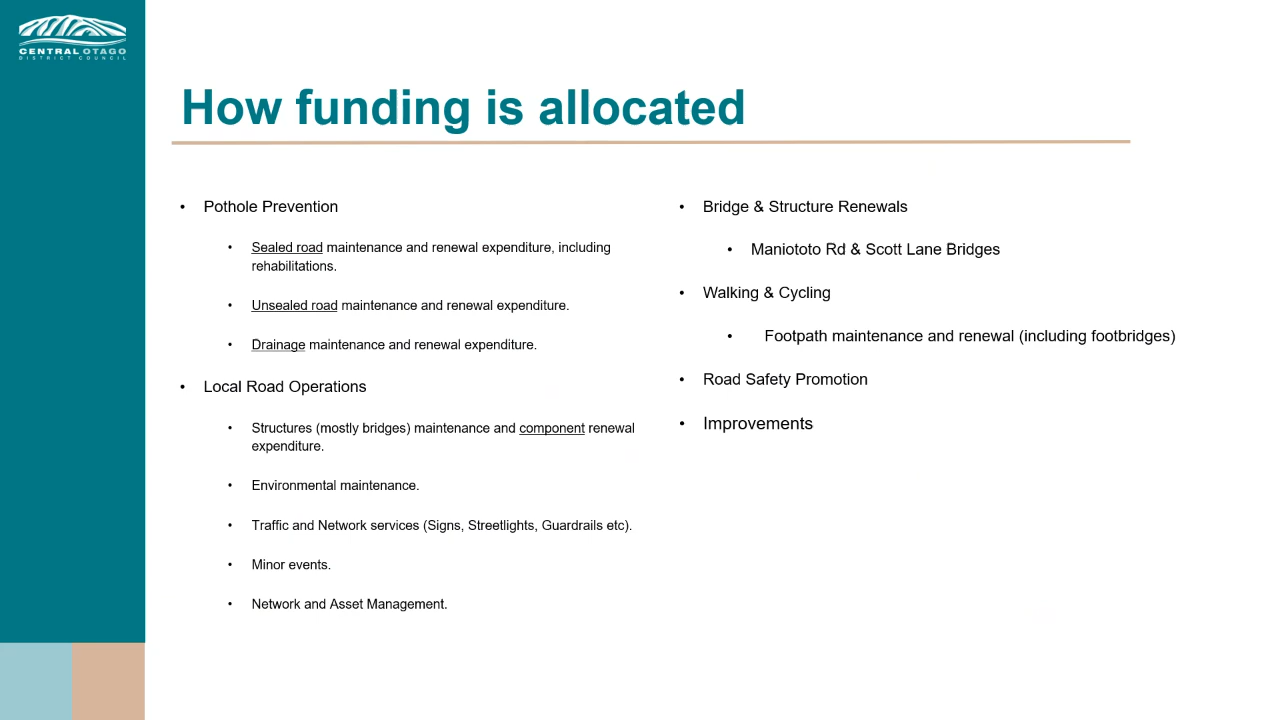 CENTRAL OTAGO
DISTRICT COUNCIL
How funding is allocated
• Pothole Prevention
• Sealed road maintenance and renewal expenditure, including
rehabilitations.
• Unsealed road maintenance and renewal expenditure.
• Drainage maintenance and renewal expenditure.
• Local Road Operations
• Structures (mostly bridges) maintenance and component renewal
expenditure.
• Environmental maintenance.
• Traffic and Network services (Signs, Streetlights, Guardrails etc).
• Minor events.
• Network and Asset Management.
• Bridge & Structure Renewals
• Maniototo Rd & Scott Lane Bridges
• Walking & Cycling
• Footpath maintenance and renewal (including footbridges)
• Road Safety Promotion
• Improvements